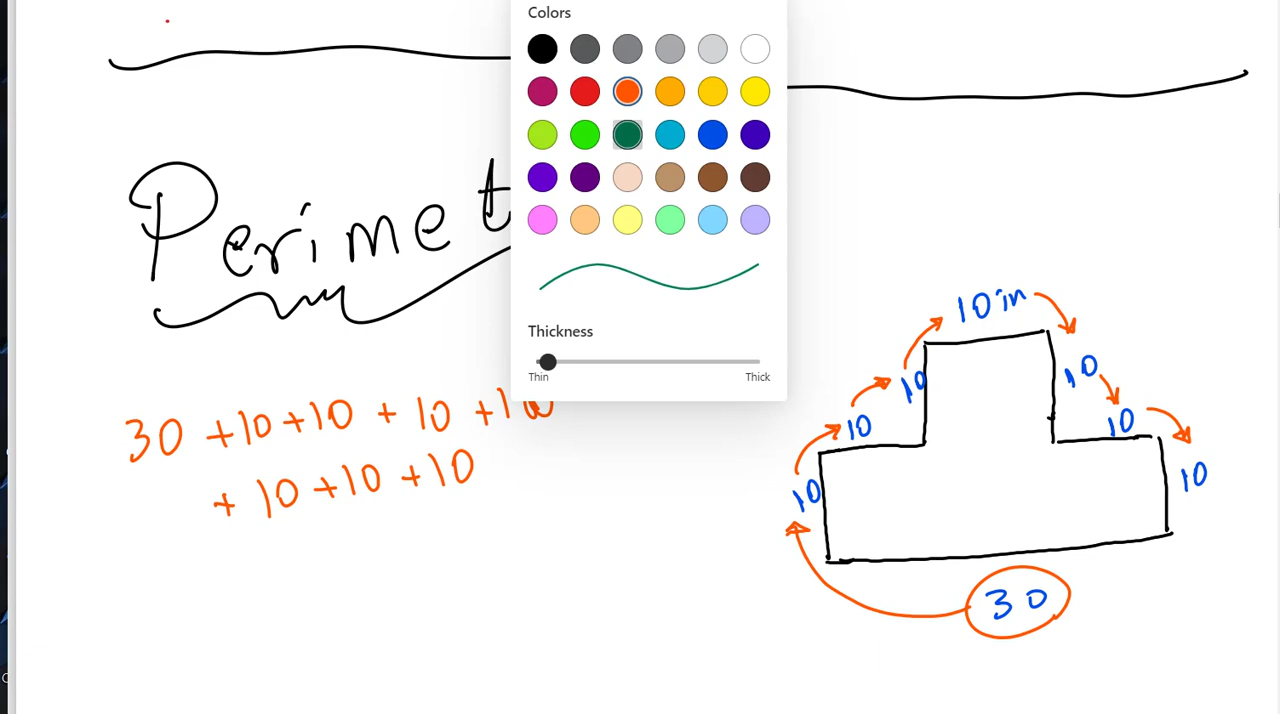 Colors
Perimet
Thickness
Thin Thick
30 +10 +10 + 10 +10
+ 10 +10 +10
10 in
10
10
10
10
10
10
30